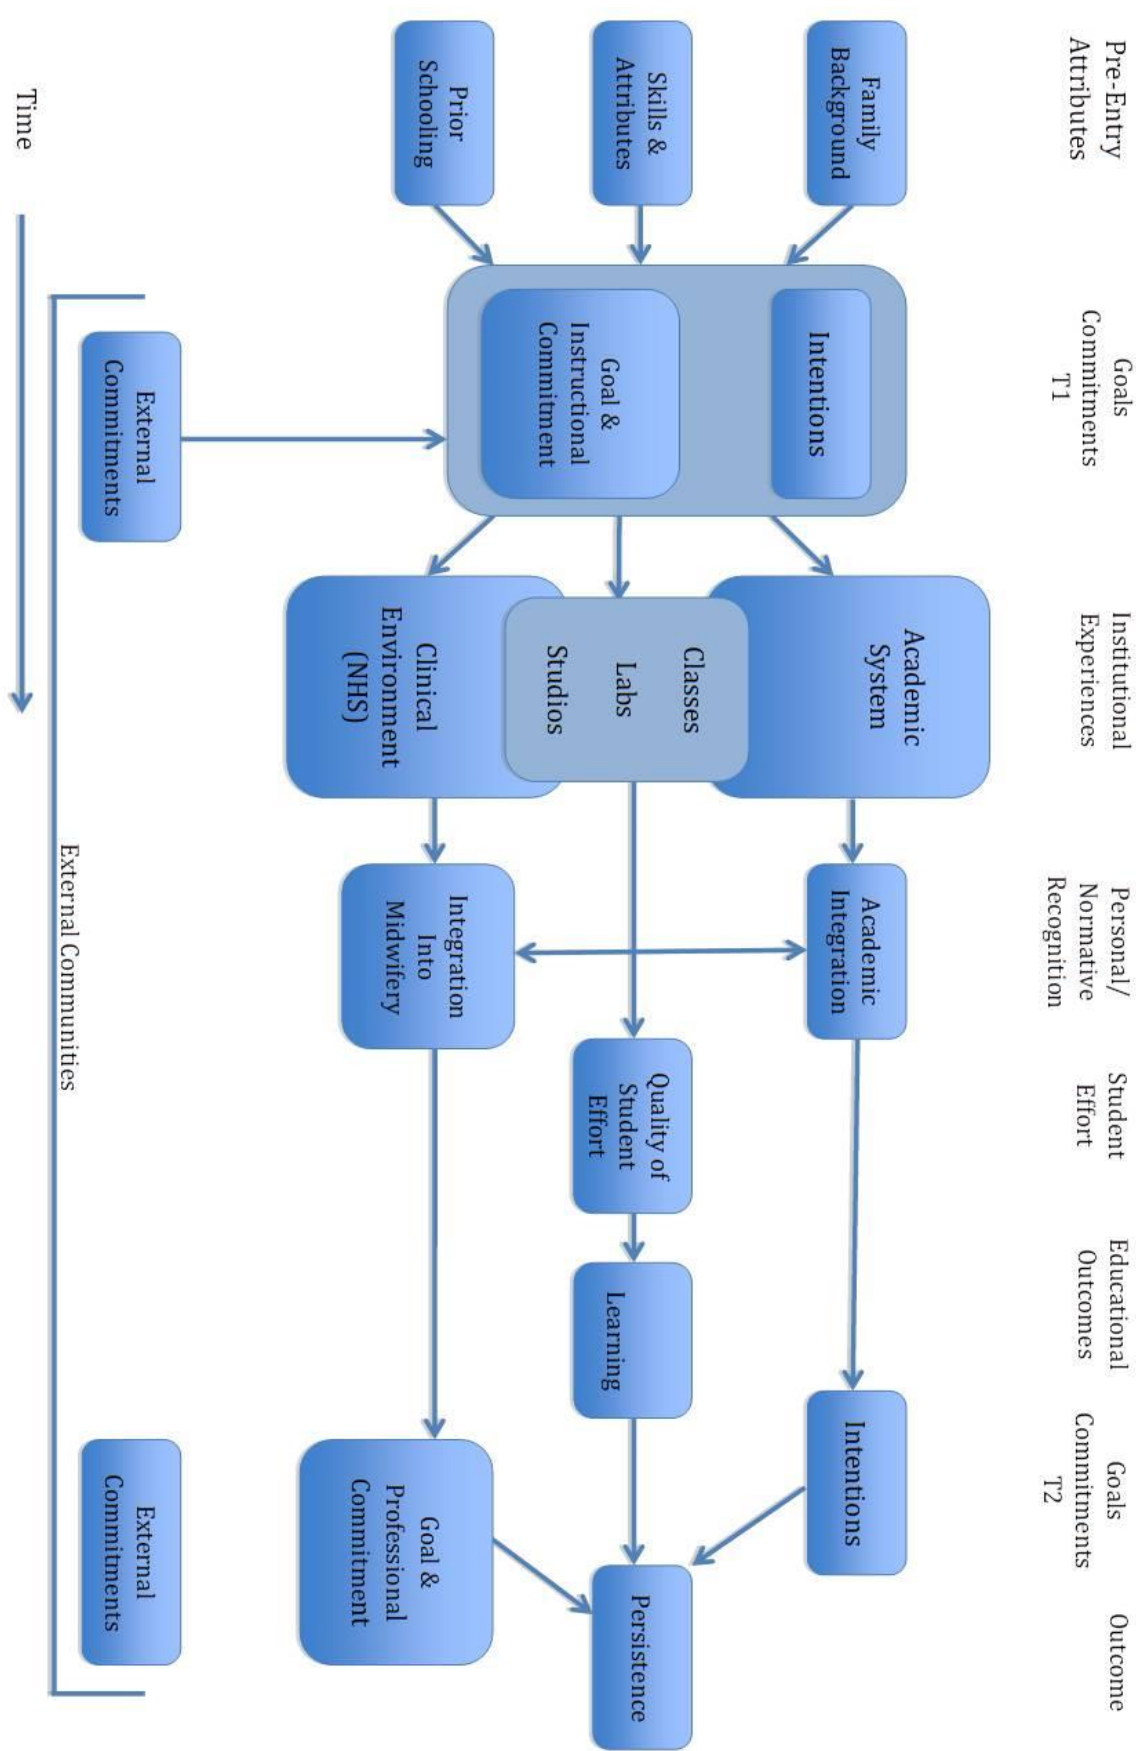 Pre-Entry
Attributes
Goals
Commitments
T1
Institutional
Experiences
Personal/
Normative
Recognition
Student
Effort
Educational
Outcomes
Goals
Commitments
T2
Outcome
Family
Background
Skills &
Attributes
Prior
Schooling
Intentions
Goal &
Instructional
Commitment
Academic
System
Classes
Labs
Studios
Clinical
Environment
(NHS)
Academic
Integration
Integration
Into
Midwifery
Quality of
Student
Effort
Learning
Intentions
Goal &
Professional
Commitment
Persistence
External
Commitments
External
Commitments
External Communities
Time